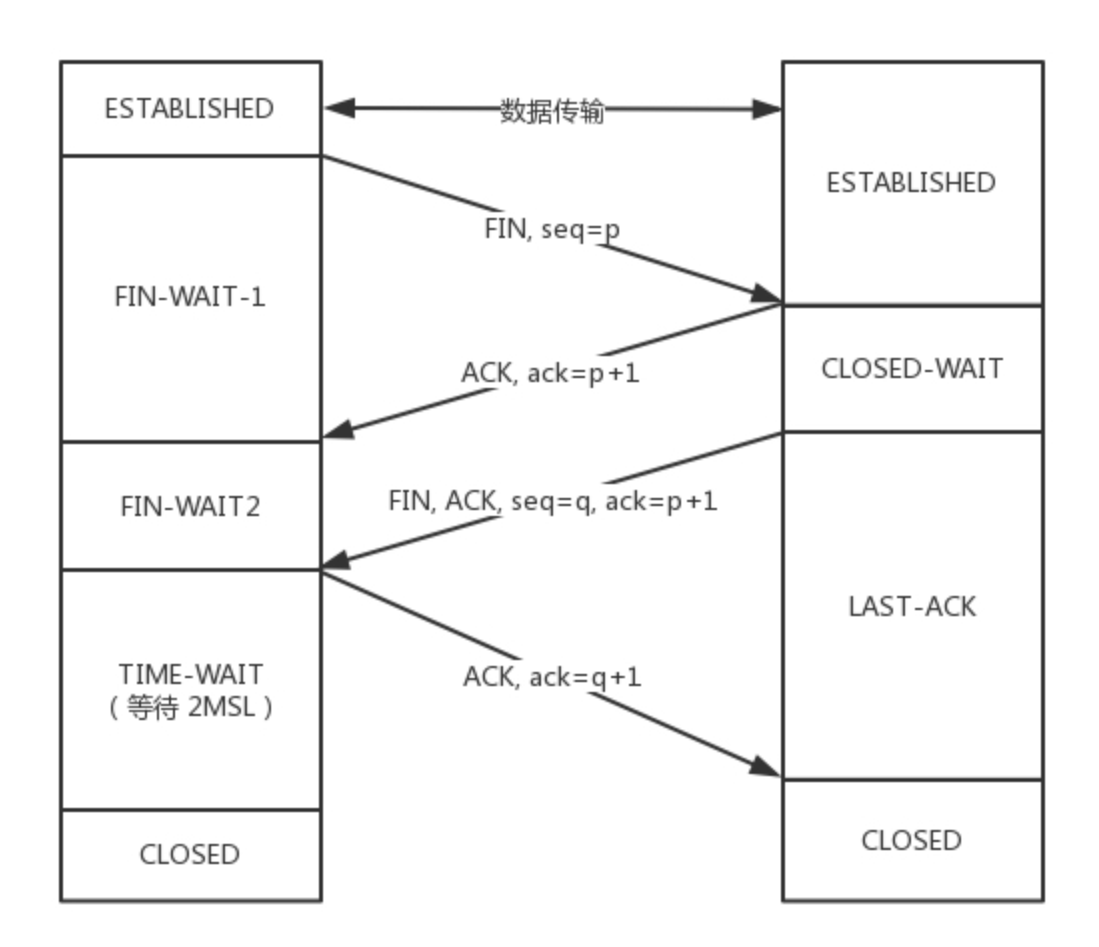 ESTABLISHED
数据传输
ESTABLISHED
FIN, seq=p
FIN-WAIT-1
ACK, ack=p+1
CLOSED-WAIT
FIN-WAIT2
FIN, ACK, seq=q, ack=p+1
LAST-ACK
TIME-WAIT
（等待 2MSL）
ACK, ack=q+1
CLOSED
CLOSED